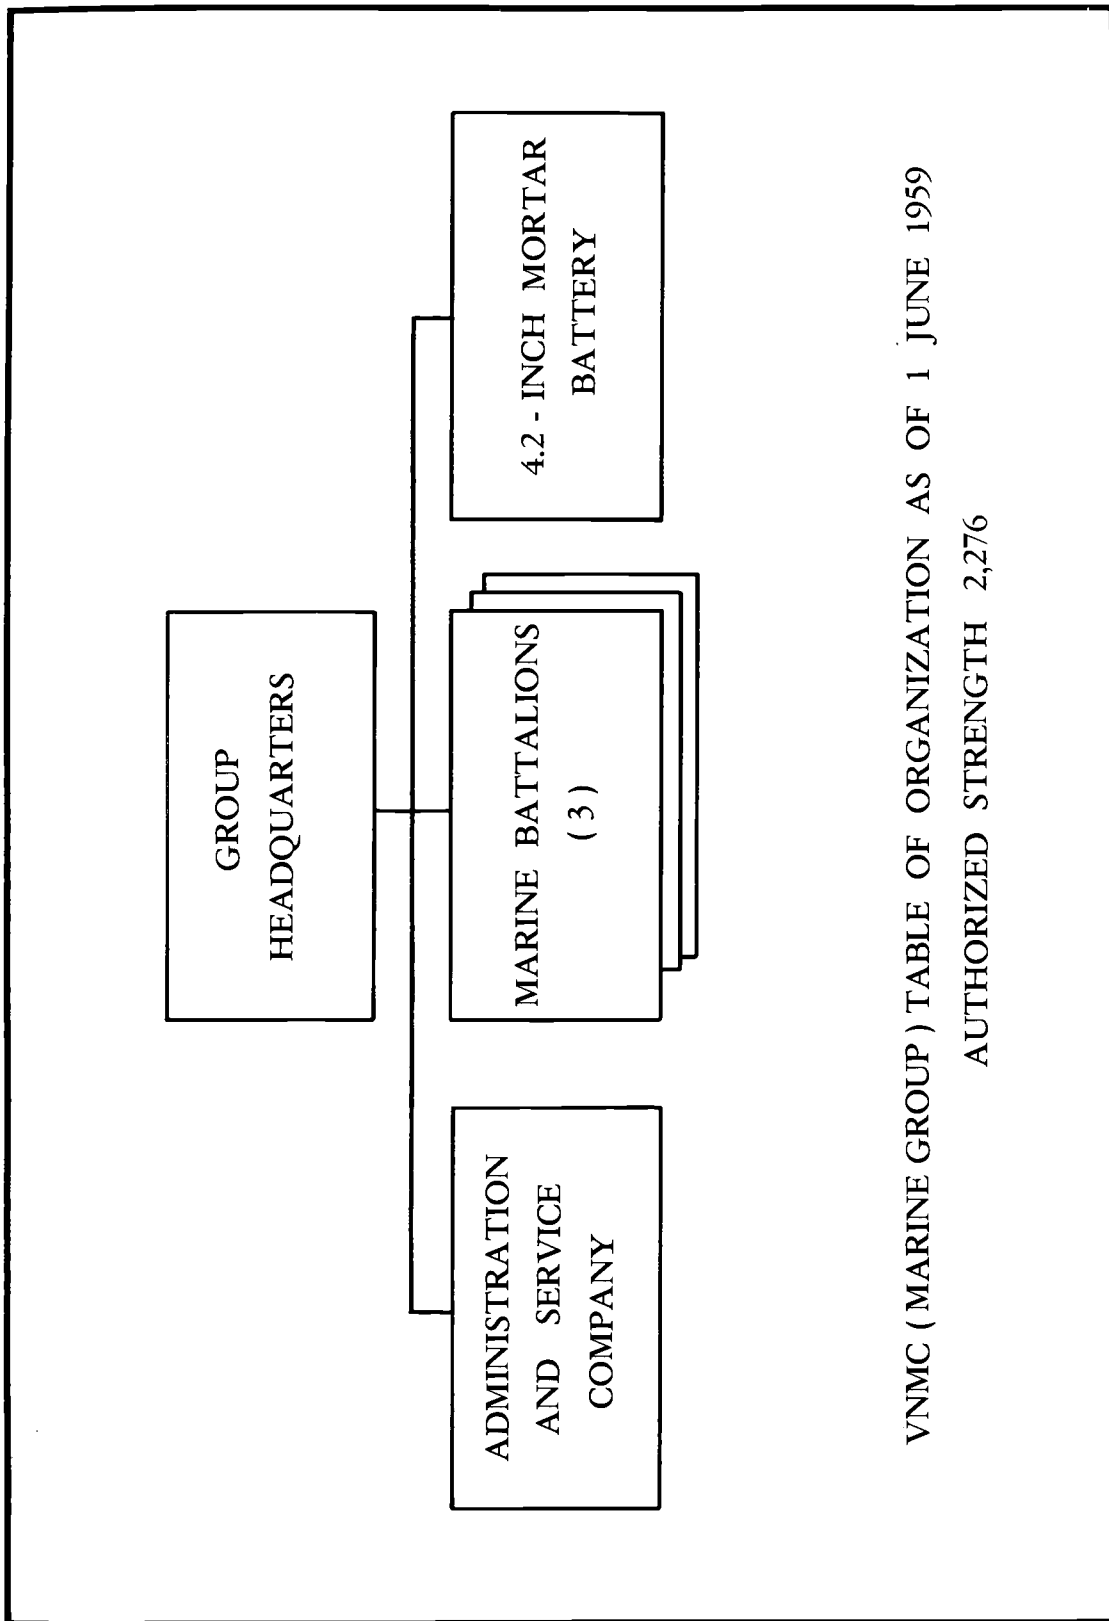 GROUP
HEADQUARTERS
ADMINISTRATION
AND SERVICE
COMPANY
MARINE BATTALIONS
( 3 )
4.2 - INCH MORTAR
BATTERY
VNMC ( MARINE GROUP ) TABLE OF ORGANIZATION AS OF 1 JUNE 1959
AUTHORIZED STRENGTH 2,276